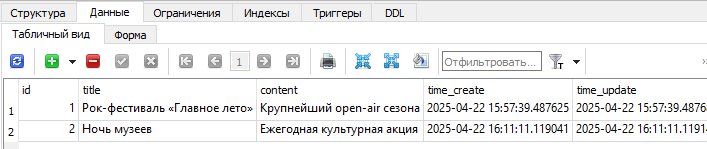 Структура Данные Ограничения Индексы Триггеры DDL
Табличный вид Форма
1 Отфильтровать... T
id title content time_create time_update
1 1 Рок-фестиваль «Главное лето» Крупнейший open-air сезона 2025-04-22 15:57:39.487625 2025-04-22 15:57:39.4876
2 2 Ночь музеев Ежегодная культурная акция 2025-04-22 16:11:11.119041 2025-04-22 16:11:11.1191